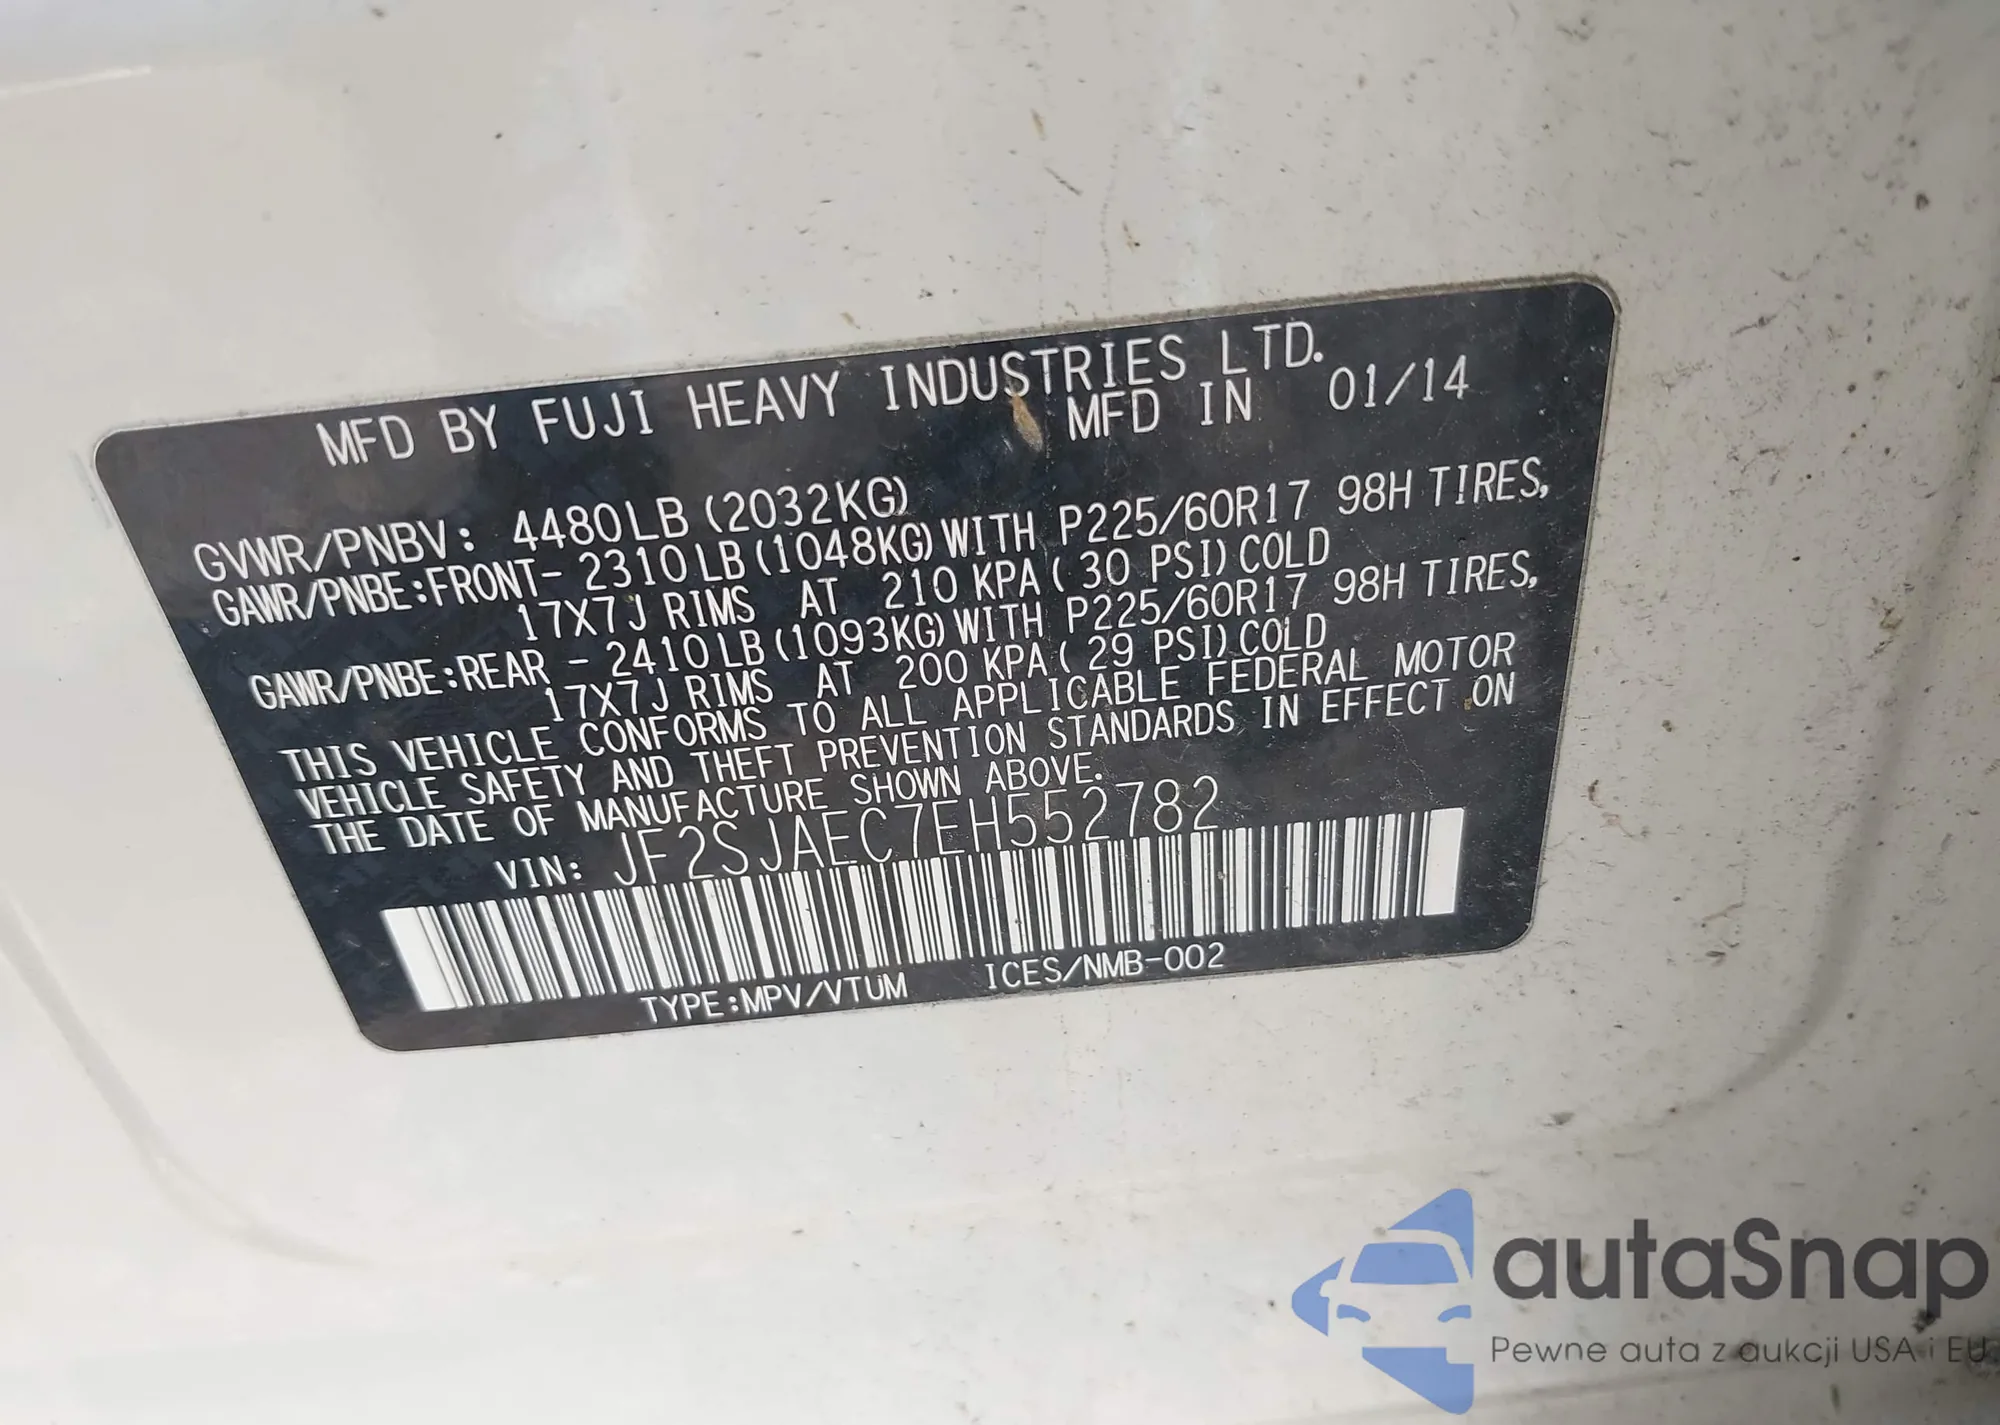 MFD BY FUJI HEAVY INDUSTRIES LTD.
MFD IN 01/14
GVWR/PNBV: 4480LB (2032KG)
GAWR/PNBE:FRONT- 2310LB(1048KG)WITH P225/60R17 98H TIRES,
17X7J RIMS AT 210 KPA( 30 PSI)COLD
GAWR/PNBE:REAR - 2410LB(1093KG)WITH P225/60R17 98H TIRES,
17X7J RIMS AT 200 KPA( 29 PSI)COLD
THIS VEHICLE CONFORMS TO ALL APPLICABLE FEDERAL MOTOR
VEHICLE SAFETY AND THEFT PREVENTION STANDARDS IN EFFECT ON
THE DATE OF MANUFACTURE SHOWN ABOVE.
VIN: JF2SJAEC7EH552782
TYPE:MPV/VTUM ICES/NMB-002
autaSnap
Pewne auta z aukcji USA i EU